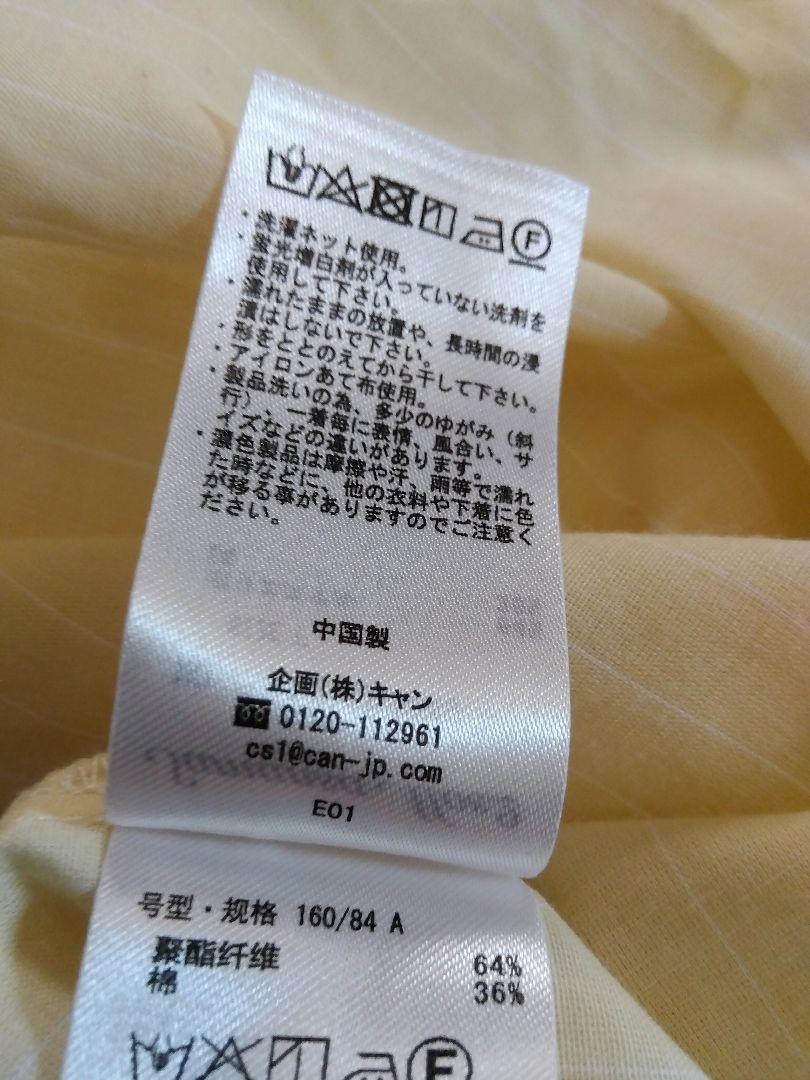 ・洗濯ネット使用。
・蛍光増白剤が入っていない洗剤を
使用して下さい。
・濡れたままの放置や、長時間の浸
漬はしないで下さい。
・形をととのえてから干して下さい。
・アイロンあて布使用。
・製品洗いの為、多少のゆがみ（斜
行）、一着毎に表情、風合い、サ
イズなどの違いがあります。
・濃色製品は摩擦や汗、雨等で濡れ
た時などに、他の衣料や下着に色
が移る事がありますのでご注意く
ださい。
中国製
企画(株)キャン
0120-112961
cs1@can-jp.com
E01
号型・规格 160/84 A
聚酯纤维 64%
棉 36%
F
F